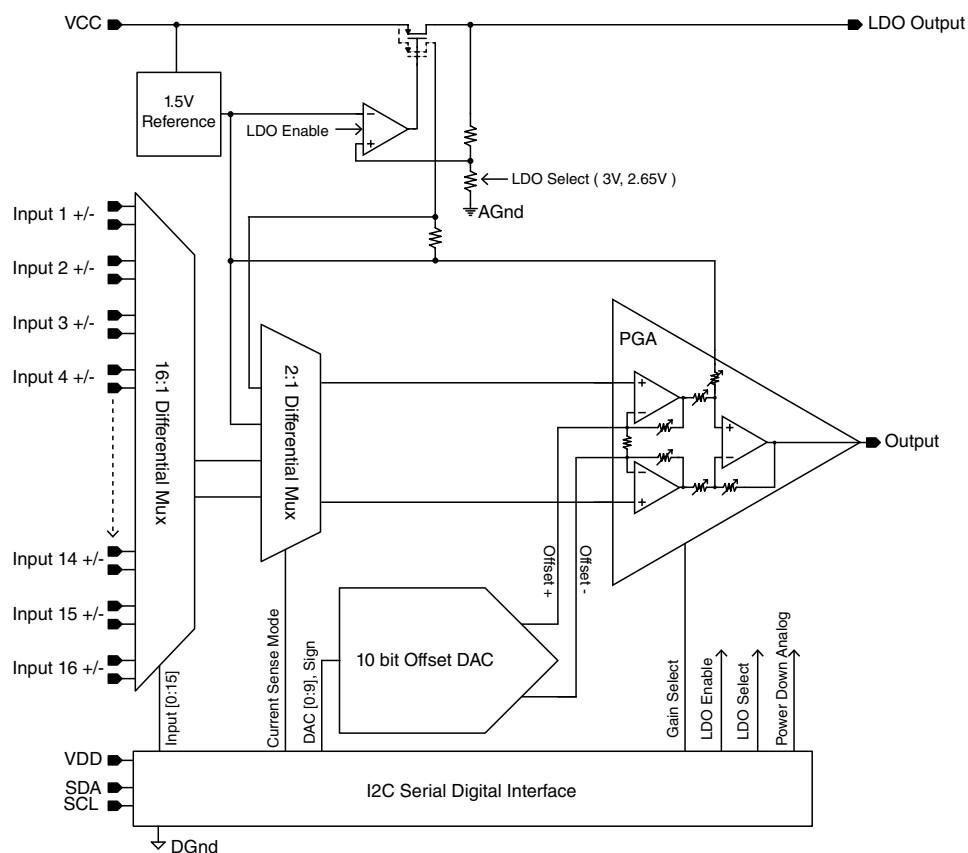 VCC
LDO Output
1.5V
Reference
LDO Enable
LDO Select ( 3V, 2.65V )
AGnd
Input 1 +/-
Input 2 +/-
Input 3 +/-
Input 4 +/-
Input 14 +/-
Input 15 +/-
Input 16 +/-
16:1 Differential Mux
2:1 Differential Mux
PGA
−
+
+
−
−
+
+
−
Output
Offset +
Offset -
10 bit Offset DAC
Input [0:15]
Current Sense Mode
DAC [0:9], Sign
Gain Select
LDO Enable
LDO Select
Power Down Analog
VDD
SDA
SCL
I2C Serial Digital Interface
DGnd